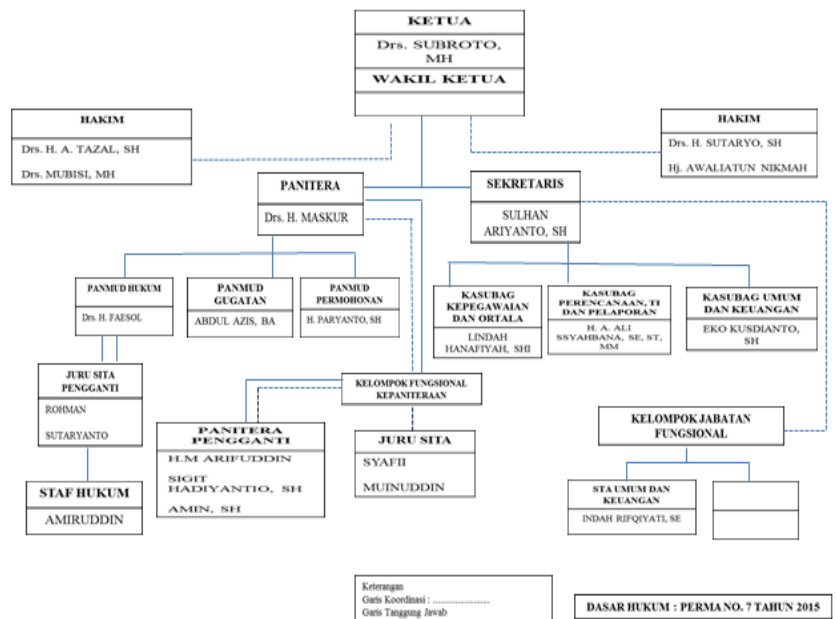 KETUA
Drs. SUBROTO,
MH
WAKIL KETUA
HAKIM
Drs. H. A. TAZAL, SH
Drs. MUBISI, MH
HAKIM
Drs. H. SUTARYO, SH
Hj. AWALIATUN NIKMAH
PANITERA
Drs. H. MASKUR
SEKRETARIS
SULHAN
ARIYANTO, SH
PANMUD HUKUM
Drs. H. FAESOL
PANMUD
GUGATAN
ABDUL AZIS, BA
PANMUD
PERMOHONAN
H. PARYANTO, SH
KASUBAG
KEPEGAWAIAN
DAN ORTALA
LINDAH
HANAFIYAH, SHI
KASUBAG
PERENCANAAN, TI
DAN PELAPORAN
H. A. ALI
SSYAHBANA, SE, ST,
MM
KASUBAG UMUM
DAN KEUANGAN
EKO KUSDIANTO,
SH
JURU SITA
PENGGANTI
ROHMAN
SUTARYANTO
KELOMPOK FUNGSIONAL
KEPANITERAAN
PANITERA
PENGGANTI
H.M ARIFUDDIN
SIGIT
HADIYANTIO, SH
AMIN, SH
JURU SITA
SYAFII
MUINUDDIN
KELOMPOK JABATAN
FUNGSIONAL
STAF HUKUM
AMIRUDDIN
STA UMUM DAN
KEUANGAN
INDAH RIFQIYATI, SE
Keterangan
Garis Koordinasi : ........................
Garis Tanggung Jawab
DASAR HUKUM : PERMA NO. 7 TAHUN 2015